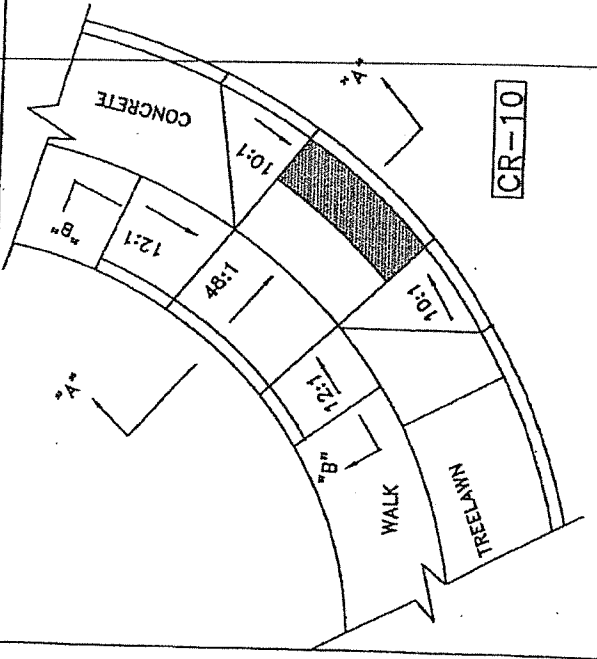 CONCRETE
"A"
CR-10
10:1
"B"
12:1
48:1
"A"
10:1
12:1
"B"
WALK
TREELAWN